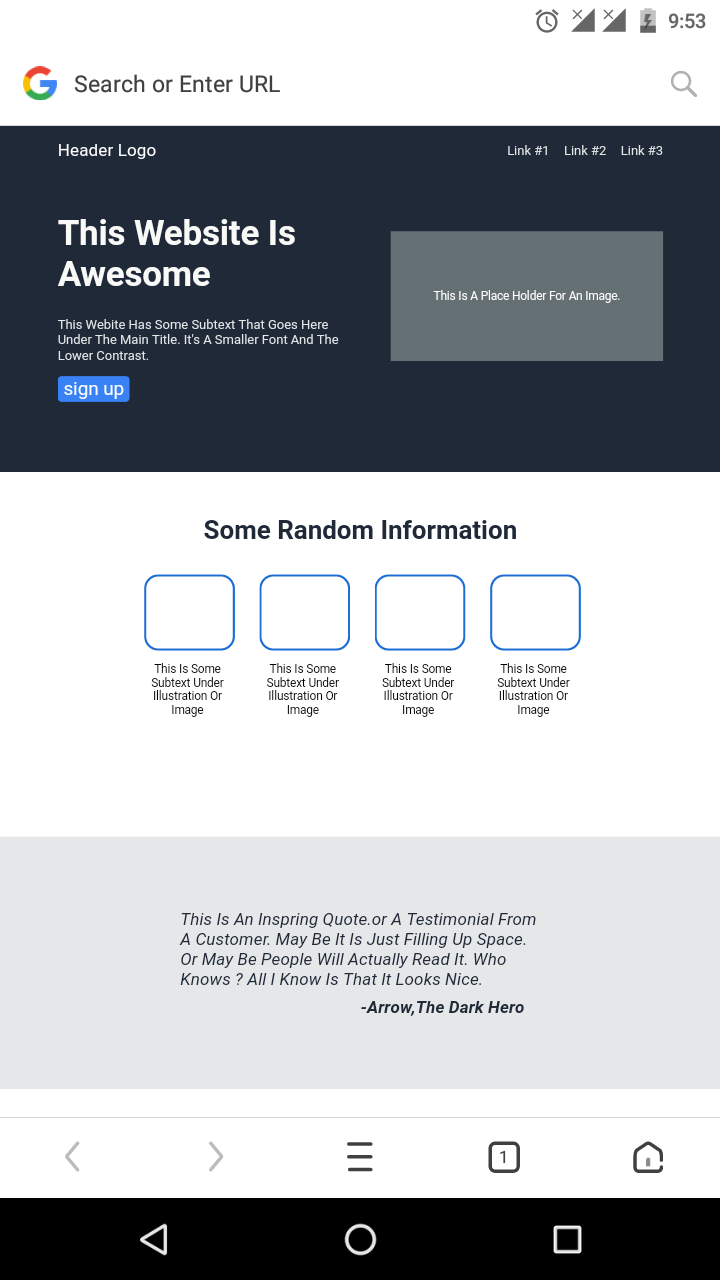 9:53
Search or Enter URL
Header Logo
Link #1 Link #2 Link #3
This Website Is
Awesome
This Webite Has Some Subtext That Goes Here
Under The Main Title. It's A Smaller Font And The
Lower Contrast.
sign up
This Is A Place Holder For An Image.
Some Random Information
This Is Some
Subtext Under
Illustration Or
Image
This Is Some
Subtext Under
Illustration Or
Image
This Is Some
Subtext Under
Illustration Or
Image
This Is Some
Subtext Under
Illustration Or
Image
This Is An Inspring Quote.or A Testimonial From
A Customer. May Be It Is Just Filling Up Space.
Or May Be People Will Actually Read It. Who
Knows ? All I Know Is That It Looks Nice.
-Arrow,The Dark Hero
1